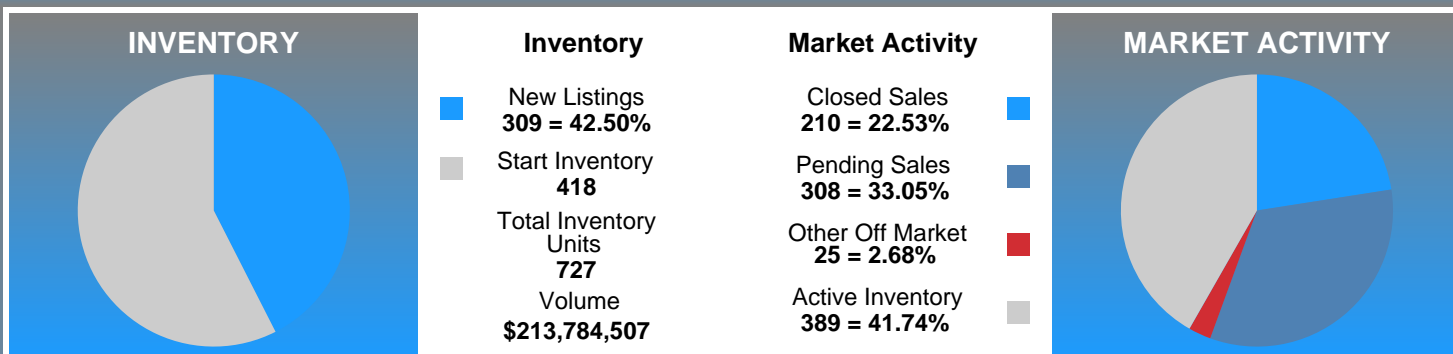 INVENTORY
Inventory
New Listings
309 = 42.50%
Start Inventory
418
Total Inventory
Units
727
Volume
$213,784,507
Market Activity
Closed Sales
210 = 22.53%
Pending Sales
308 = 33.05%
Other Off Market
25 = 2.68%
Active Inventory
389 = 41.74%
MARKET ACTIVITY